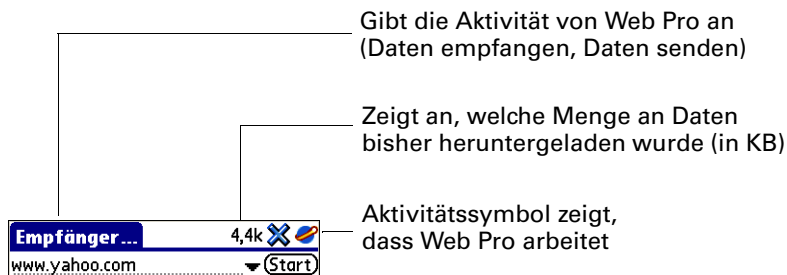 Gibt die Aktivität von Web Pro an
(Daten empfangen, Daten senden)
Zeigt an, welche Menge an Daten
bisher heruntergeladen wurde (in KB)
Aktivitätssymbol zeigt,
dass Web Pro arbeitet
Empfänger... 4,4k
www.yahoo.com Start